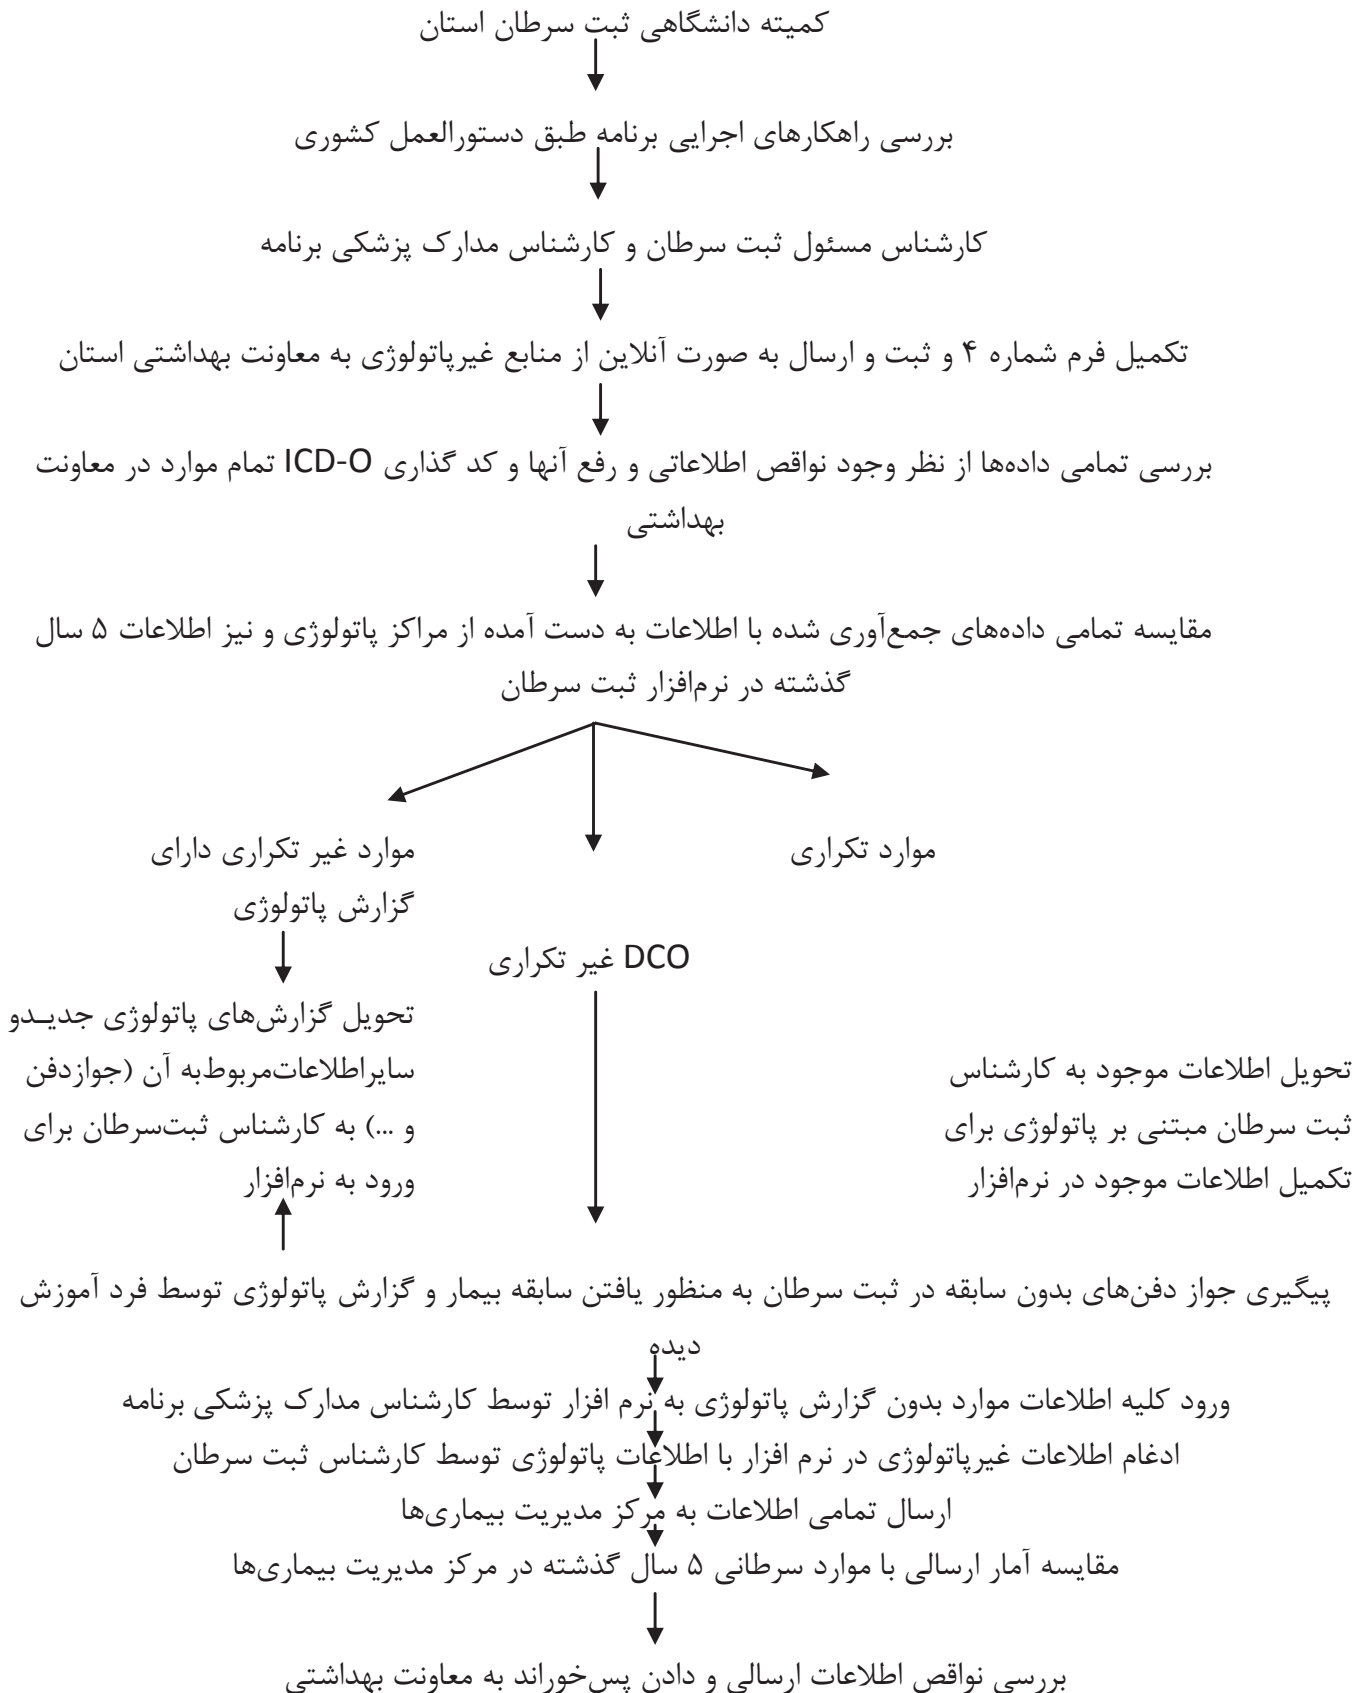 کمیته دانشگاهی ثبت سرطان استان
بررسی راهکارهای اجرایی برنامه طبق دستورالعمل کشوری
کارشناس مسئول ثبت سرطان و کارشناس مدارک پزشکی برنامه
تکمیل فرم شماره ۴ و ثبت و ارسال به صورت آنلاین از منابع غیرپاتولوژی به معاونت بهداشتی استان
بررسی تمامی داده‌ها از نظر وجود نواقص اطلاعاتی و رفع آنها و کد گذاری ICD-O تمام موارد در معاونت
بهداشتی
مقایسه تمامی داده‌های جمع‌آوری شده با اطلاعات به دست آمده از مراکز پاتولوژی و نیز اطلاعات ۵ سال
گذشته در نرم‌افزار ثبت سرطان
موارد تکراری
DCO غیر تکراری
موارد غیر تکراری دارای
گزارش پاتولوژی
تحویل اطلاعات موجود به کارشناس
ثبت سرطان مبتنی بر پاتولوژی برای
تکمیل اطلاعات موجود در نرم‌افزار
تحویل گزارش‌های پاتولوژی جدیـدو
سایراطلاعات‌مربوط‌به آن (جوازدفن
و ...) به کارشناس ثبت‌سرطان برای
ورود به نرم‌افزار
پیگیری جواز دفن‌های بدون سابقه در ثبت سرطان به منظور یافتن سابقه بیمار و گزارش پاتولوژی توسط فرد آموزش
دیده
ورود کلیه اطلاعات موارد بدون گزارش پاتولوژی به نرم افزار توسط کارشناس مدارک پزشکی برنامه
ادغام اطلاعات غیرپاتولوژی در نرم افزار با اطلاعات پاتولوژی توسط کارشناس ثبت سرطان
ارسال تمامی اطلاعات به مرکز مدیریت بیماری‌ها
مقایسه آمار ارسالی با موارد سرطانی ۵ سال گذشته در مرکز مدیریت بیماری‌ها
بررسی نواقص اطلاعات ارسالی و دادن پس‌خوراند به معاونت بهداشتی